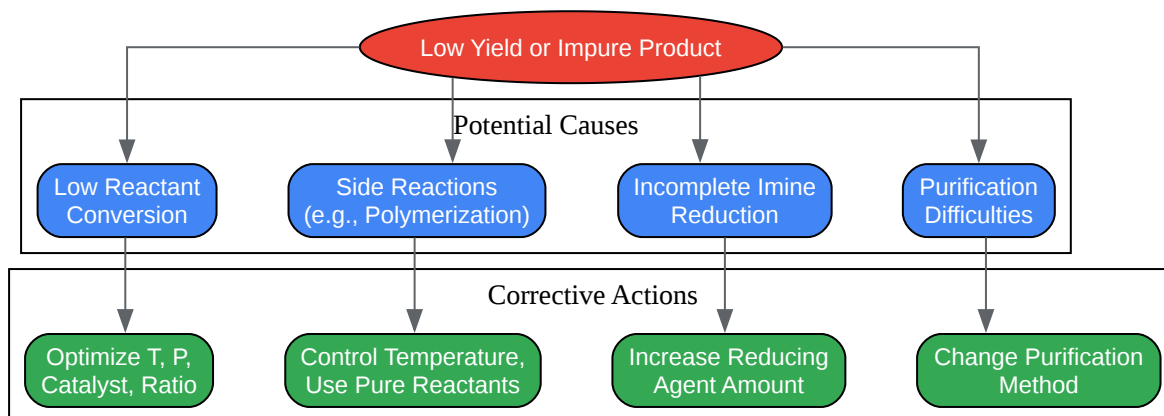 Low Yield or Impure Product
Potential Causes
Low Reactant
Conversion
Side Reactions
(e.g., Polymerization)
Incomplete Imine
Reduction
Purification
Difficulties
Corrective Actions
Optimize T, P,
Catalyst, Ratio
Control Temperature,
Use Pure Reactants
Increase Reducing
Agent Amount
Change Purification
Method